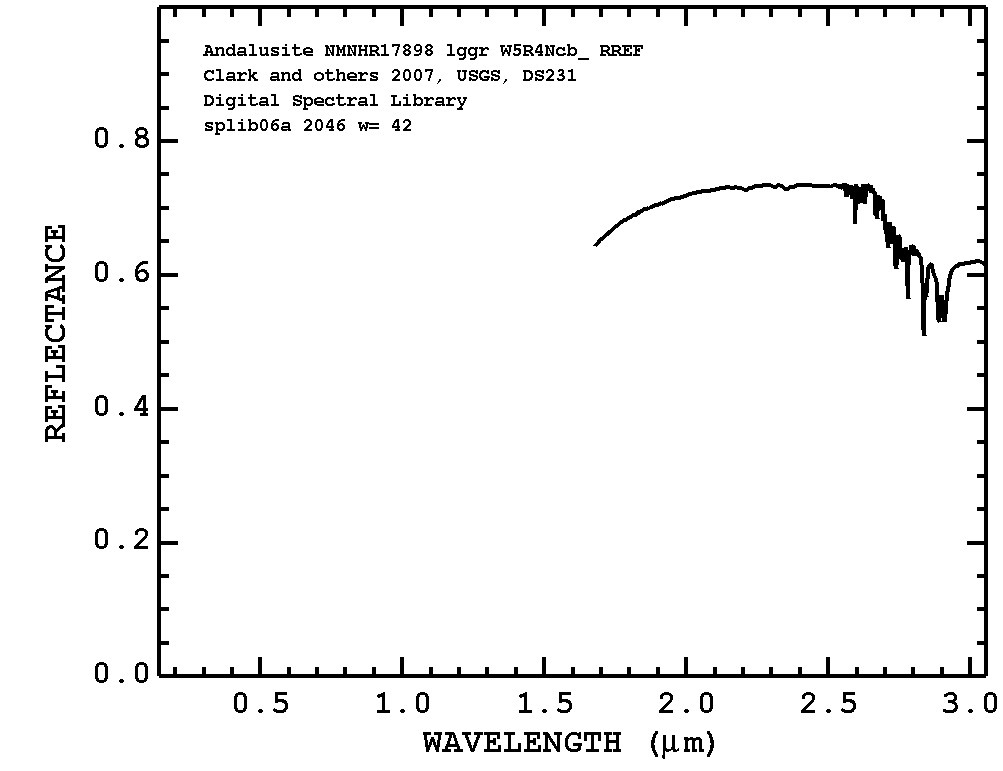 Andalusite NMNHR17898 lggr W5R4Ncb_ RREF
Clark and others 2007, USGS, DS231
Digital Spectral Library
splib06a 2046 w= 42
0.8
0.6
0.4
0.2
0.0
REFLECTANCE
0.5 1.0 1.5 2.0 2.5 3.0
WAVELENGTH (μm)